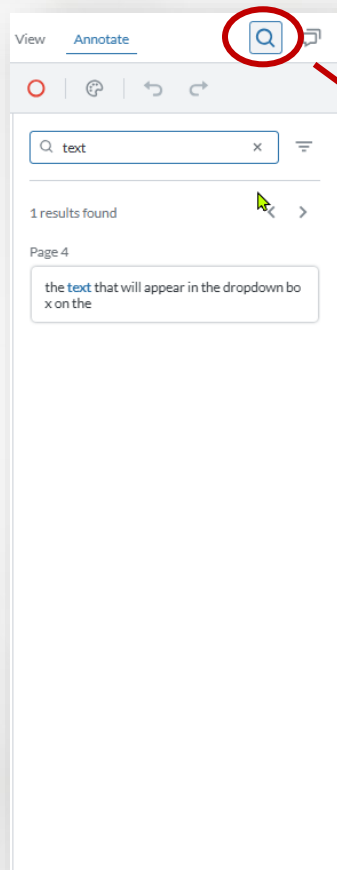 View Annotate
text
1 results found
Page 4
the text that will appear in the dropdown bo
x on the